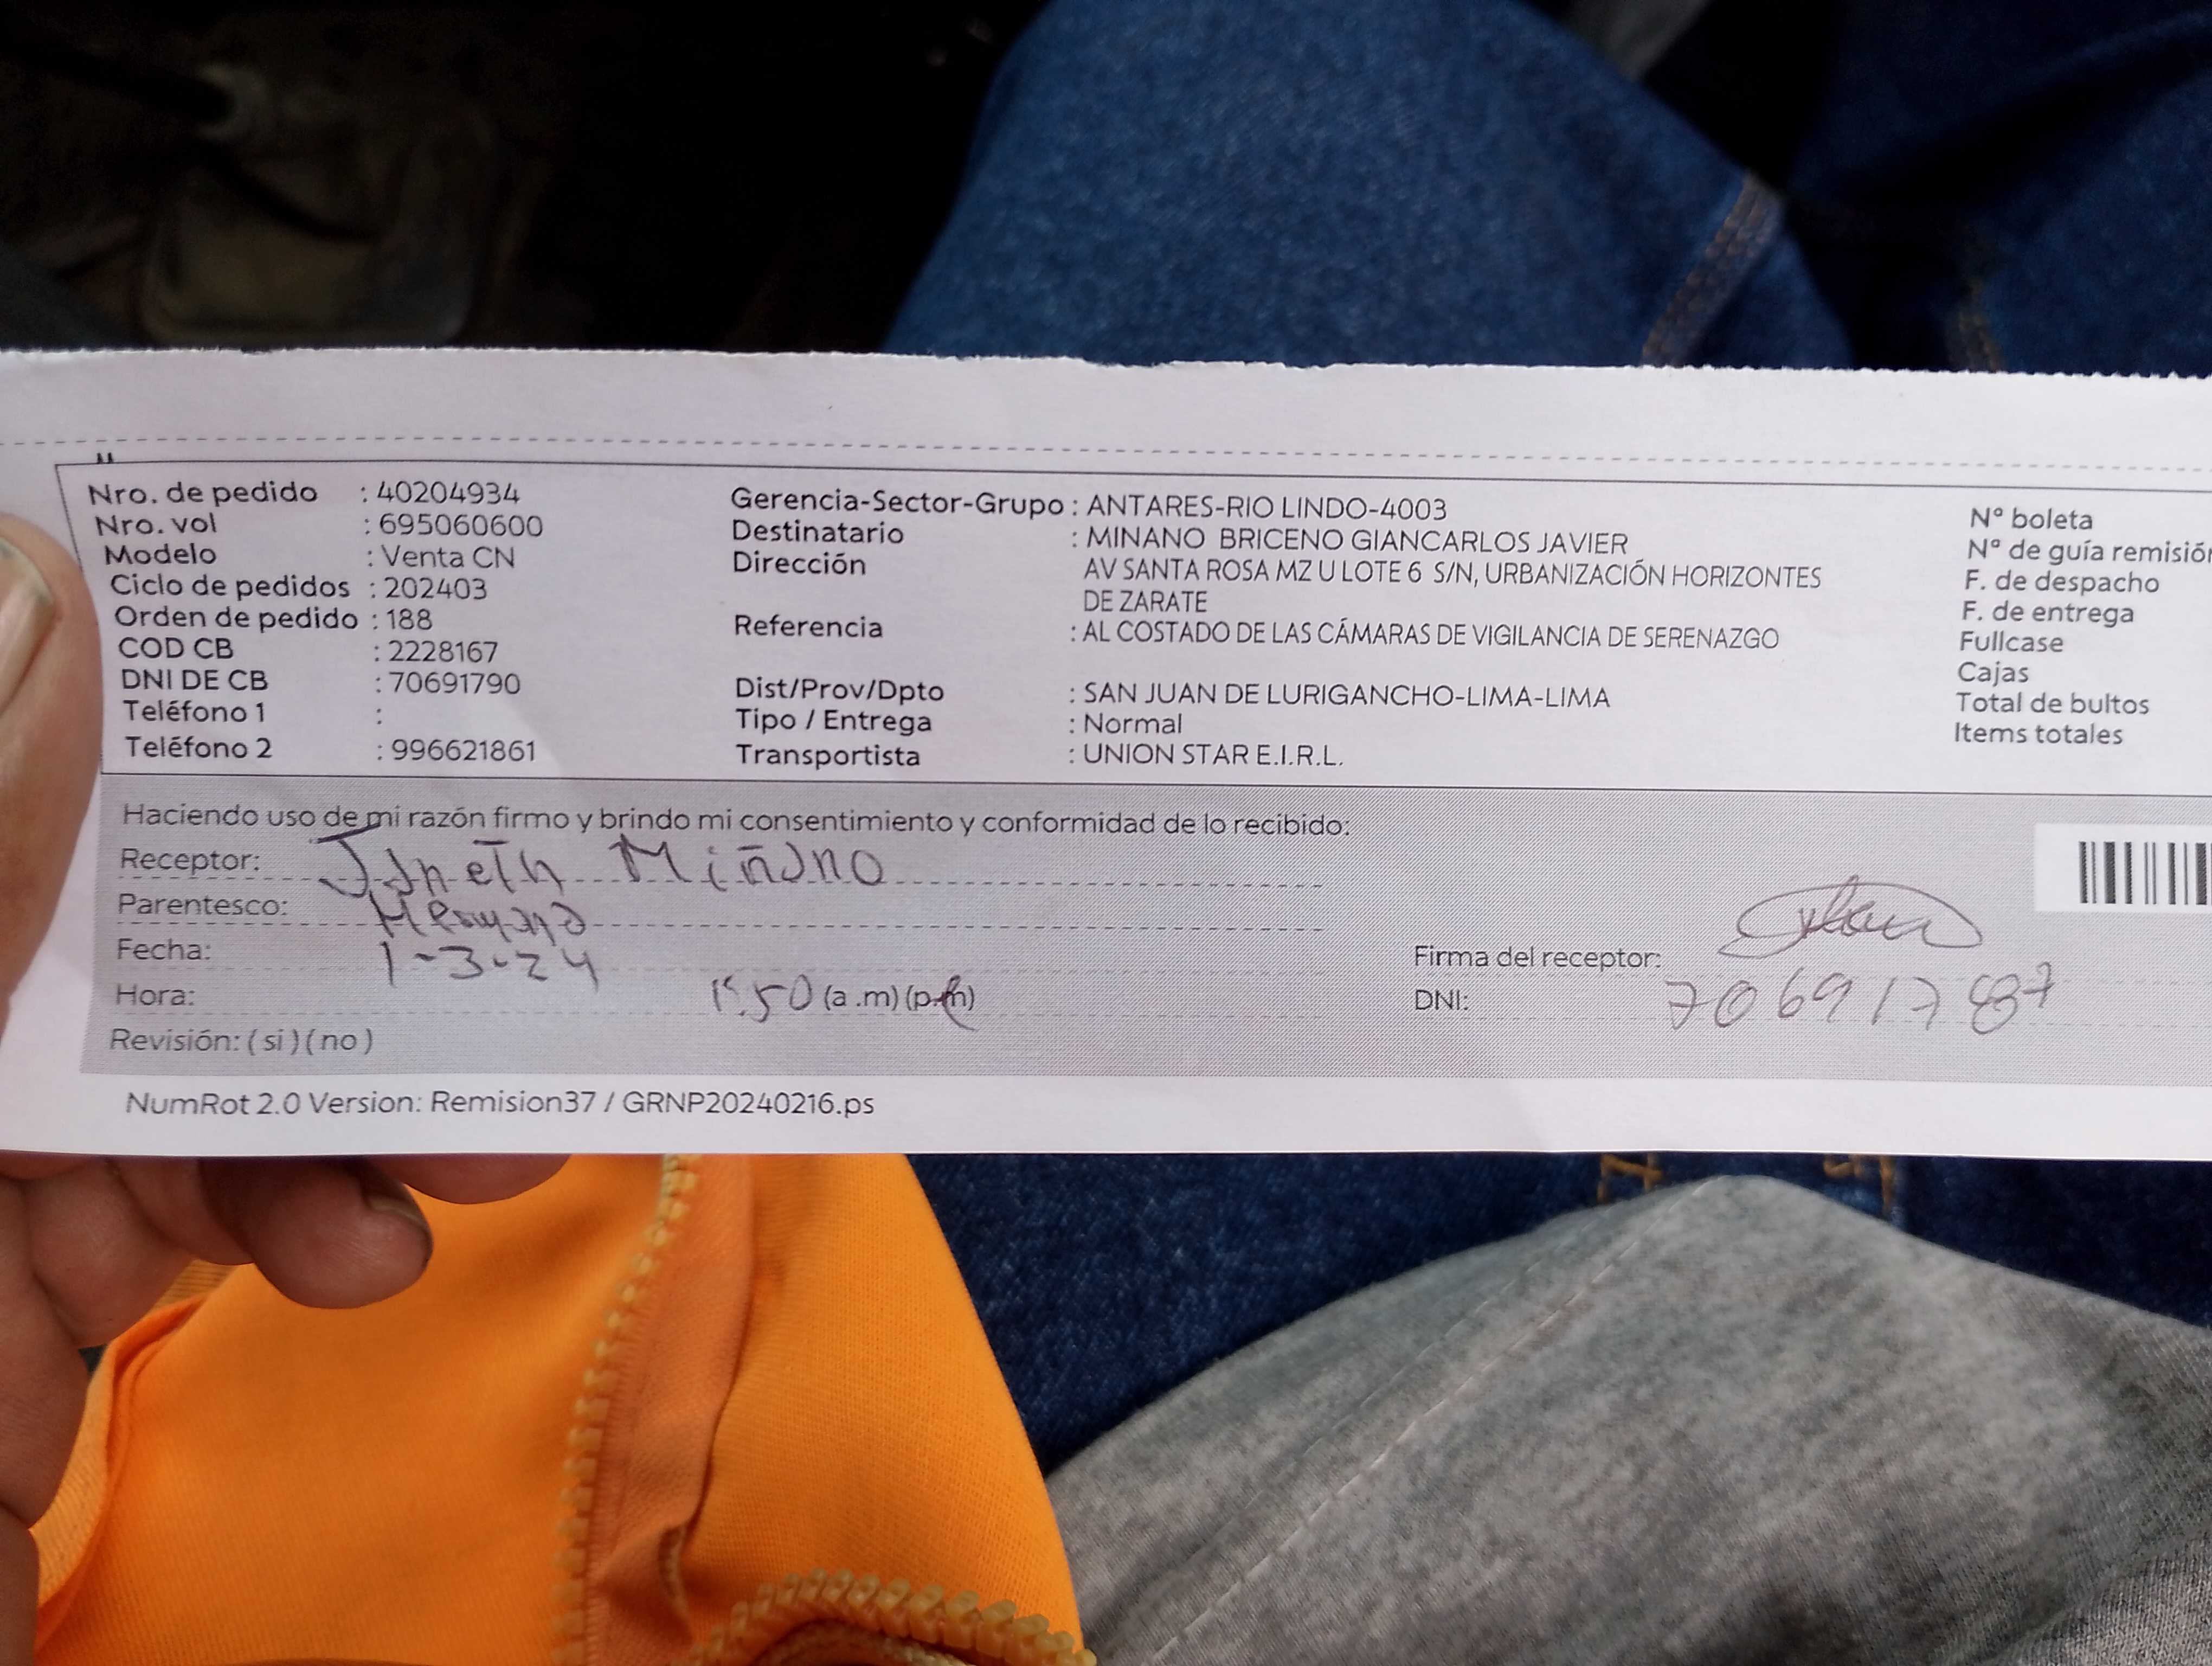 Nro. de pedido : 40204934
Nro. vol : 695060600
Modelo : Venta CN
Ciclo de pedidos : 202403
Orden de pedido : 188
COD CB : 2228167
DNI DE CB : 70691790
Teléfono 1 :
Teléfono 2 : 996621861
Gerencia-Sector-Grupo : ANTARES-RIO LINDO-4003
Destinatario : MINANO BRICENO GIANCARLOS JAVIER
Dirección AV SANTA ROSA MZ U LOTE 6 S/N, URBANIZACIÓN HORIZONTES
DE ZARATE
Referencia : AL COSTADO DE LAS CÁMARAS DE VIGILANCIA DE SERENAZGO
Dist/Prov/Dpto : SAN JUAN DE LURIGANCHO-LIMA-LIMA
Tipo / Entrega : Normal
Transportista : UNION STAR E.I.R.L.
Nº boleta
Nº de guía remisión
F. de despacho
F. de entrega
Fullcase
Cajas
Total de bultos
Items totales
Haciendo uso de mi razón firmo y brindo mi consentimiento y conformidad de lo recibido:
Receptor: Janeth Miñano
Parentesco: Hermana
Fecha: 1-3-24
Hora: 1:50 (a .m) (p.m)
Revisión: ( si ) ( no )
Firma del receptor:
DNI: 70691787
NumRot 2.0 Version: Remision37 / GRNP20240216.ps